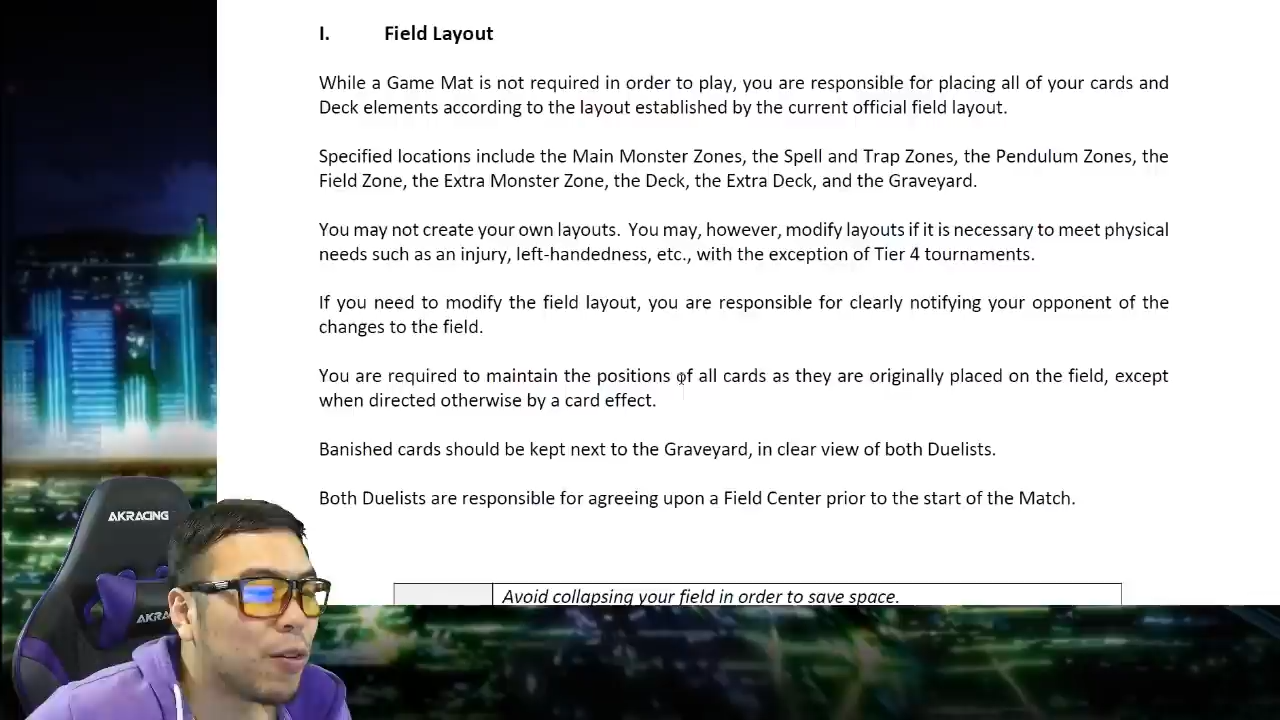 I. Field Layout
While a Game Mat is not required in order to play, you are responsible for placing all of your cards and
Deck elements according to the layout established by the current official field layout.
Specified locations include the Main Monster Zones, the Spell and Trap Zones, the Pendulum Zones, the
Field Zone, the Extra Monster Zone, the Deck, the Extra Deck, and the Graveyard.
You may not create your own layouts. You may, however, modify layouts if it is necessary to meet physical
needs such as an injury, left-handedness, etc., with the exception of Tier 4 tournaments.
If you need to modify the field layout, you are responsible for clearly notifying your opponent of the
changes to the field.
You are required to maintain the positions of all cards as they are originally placed on the field, except
when directed otherwise by a card effect.
Banished cards should be kept next to the Graveyard, in clear view of both Duelists.
Both Duelists are responsible for agreeing upon a Field Center prior to the start of the Match.
Avoid collapsing your field in order to save space.
AKRACING
AKRA